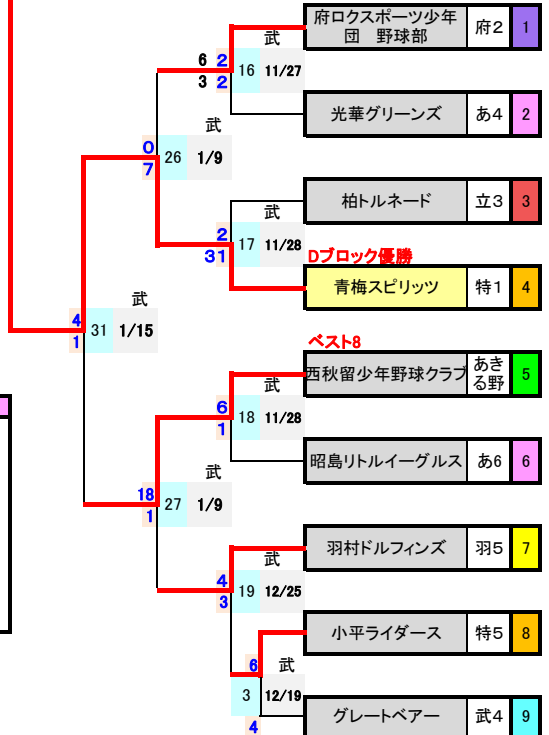 府ロクスポーツ少年
団　野球部
府2
1
武
6 2
3 2
16 11/27
光華グリーンズ
あ4
2
武
0
7
26 1/9
柏トルネード
立3
3
武
2
31
17 11/28
Dブロック優勝
青梅スピリッツ
特1
4
武
4
1
31 1/15
ベスト8
西秋留少年野球クラブ
あき
る野
5
武
6
1
18 11/28
昭島リトルイーグルス
あ6
6
武
18
1
27 1/9
羽村ドルフィンズ
羽5
7
武
4
3
19 12/25
小平ライダース
特5
8
武
6
3 12/19
4
グレートベアー
武4
9